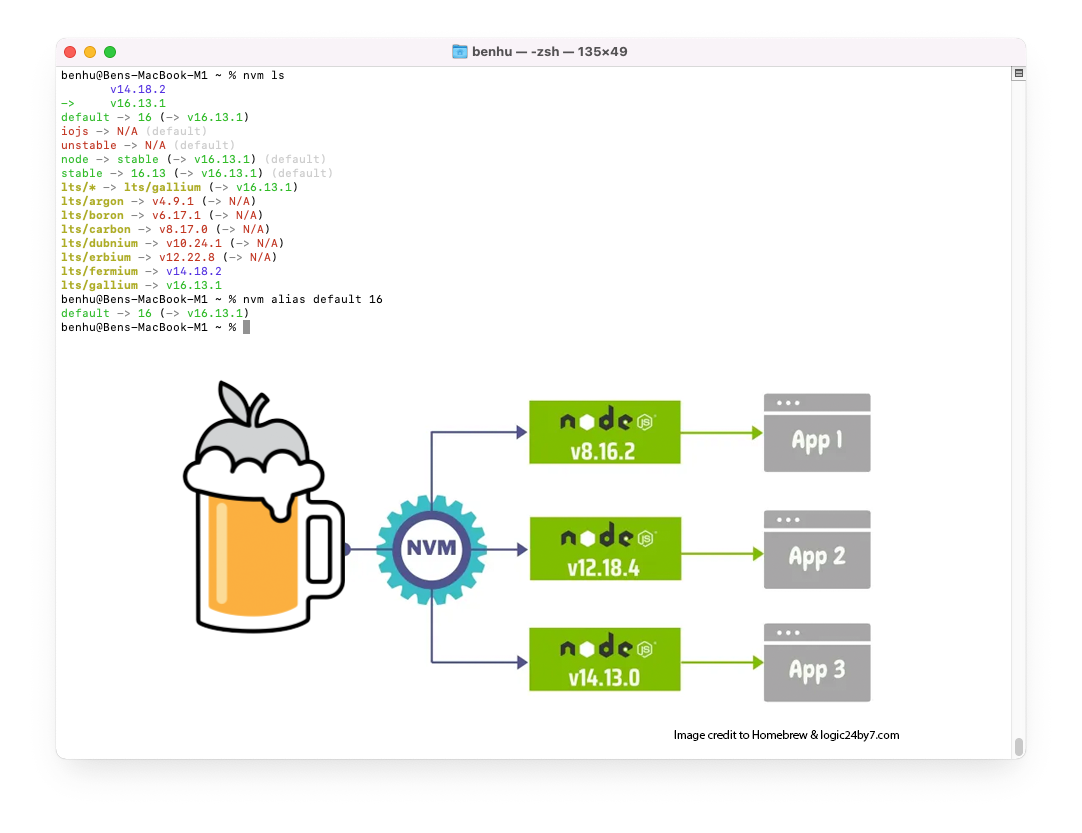 benhu — -zsh — 135×49
benhu@Bens-MacBook-M1 ~ % nvm ls
v14.18.2
-> v16.13.1
default -> 16 (-> v16.13.1)
iojs -> N/A (default)
unstable -> N/A (default)
node -> stable (-> v16.13.1) (default)
stable -> 16.13 (-> v16.13.1) (default)
lts/* -> lts/gallium (-> v16.13.1)
lts/argon -> v4.9.1 (-> N/A)
lts/boron -> v6.17.1 (-> N/A)
lts/carbon -> v8.17.0 (-> N/A)
lts/dubnium -> v10.24.1 (-> N/A)
lts/erbium -> v12.22.8 (-> N/A)
lts/fermium -> v14.18.2
lts/gallium -> v16.13.1
benhu@Bens-MacBook-M1 ~ % nvm alias default 16
default -> 16 (-> v16.13.1)
benhu@Bens-MacBook-M1 ~ %
node JS
v8.16.2
App 1
NVM
node JS
v12.18.4
App 2
node JS
v14.13.0
App 3
Image credit to Homebrew & logic24by7.com